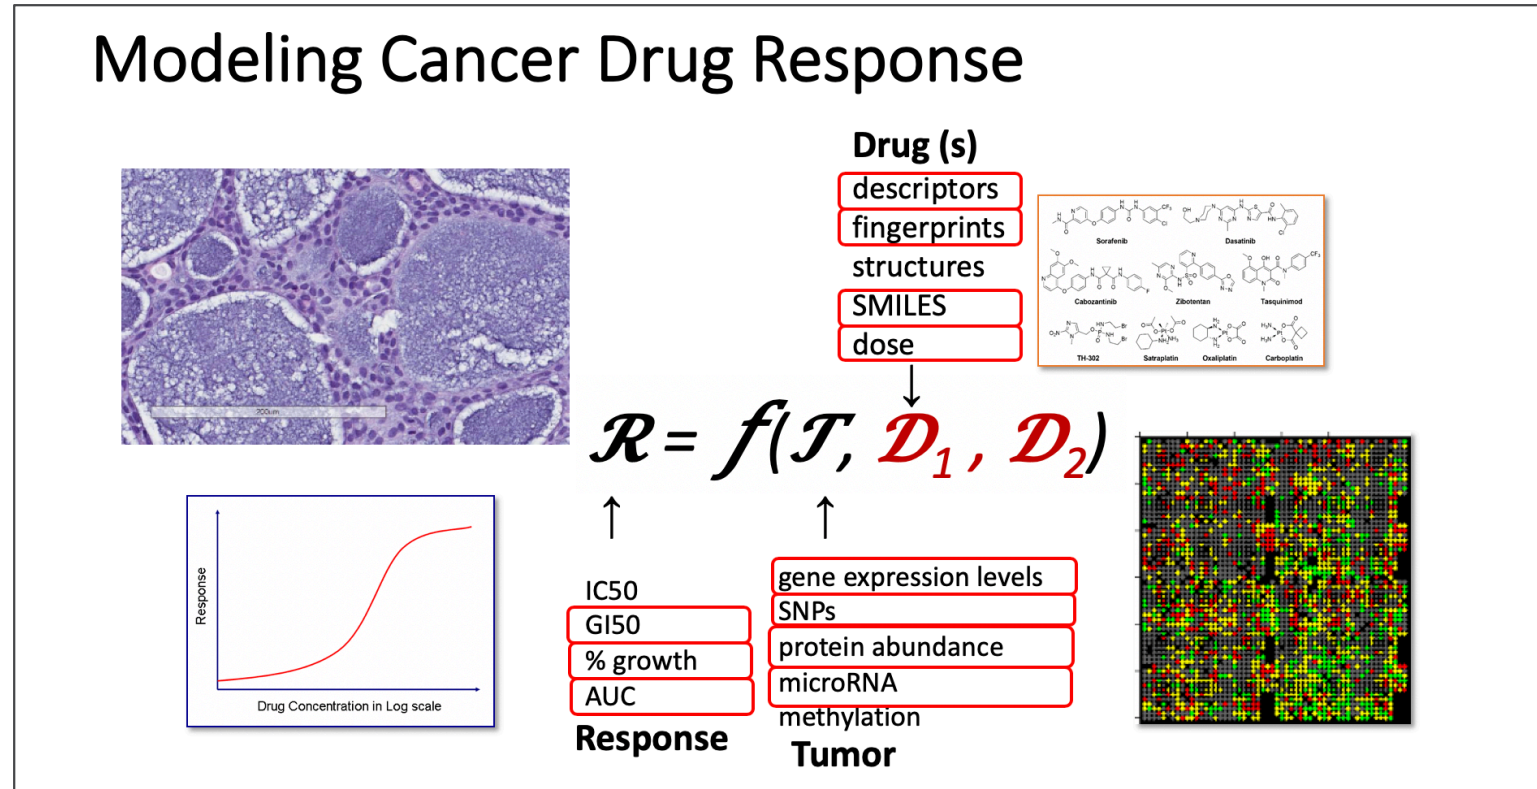 Modeling Cancer Drug Response
Drug (s)
descriptors
fingerprints
structures
SMILES
dose
Sorafenib
Dasatinib
Cabozantinib
Zibotentan
Tasquinimod
TH-302
Satraplatin
Oxaliplatin
Carboplatin
200um
R = f(T, D1 , D2)
Response
Drug Concentration in Log scale
IC50
GI50
% growth
AUC
Response
gene expression levels
SNPs
protein abundance
microRNA
methylation
Tumor